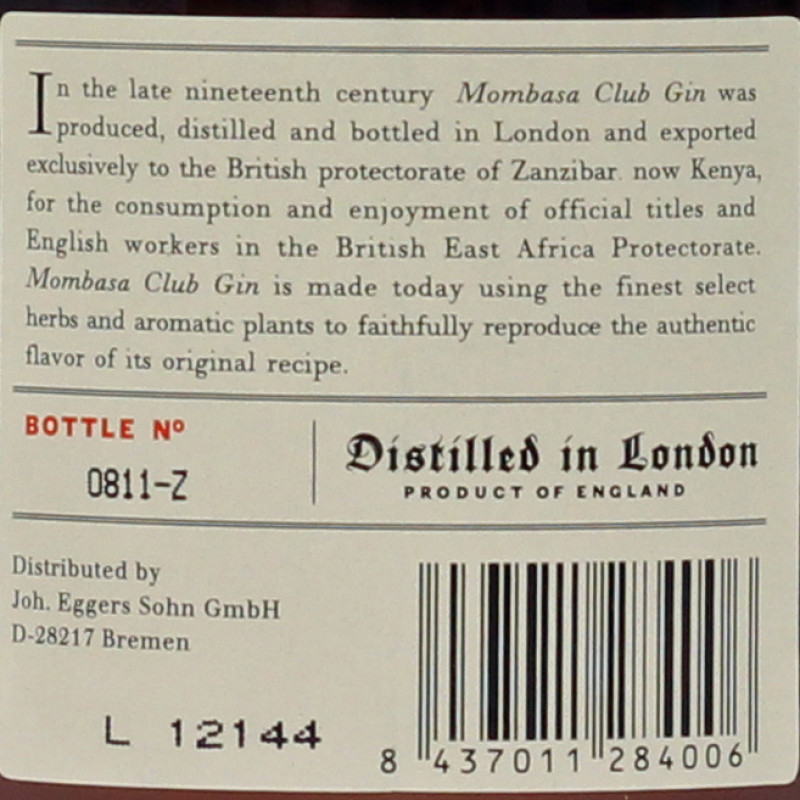 In the late nineteenth century Mombasa Club Gin was
produced, distilled and bottled in London and exported
exclusively to the British protectorate of Zanzibar. now Kenya,
for the consumption and enjoyment of official titles and
English workers in the British East Africa Protectorate.
Mombasa Club Gin is made today using the finest select
herbs and aromatic plants to faithfully reproduce the authentic
flavor of its original recipe.
BOTTLE Nº
0811-Z
Distilled in London
PRODUCT OF ENGLAND
Distributed by
Joh. Eggers Sohn GmbH
D-28217 Bremen
L 12144
8 437011 284006